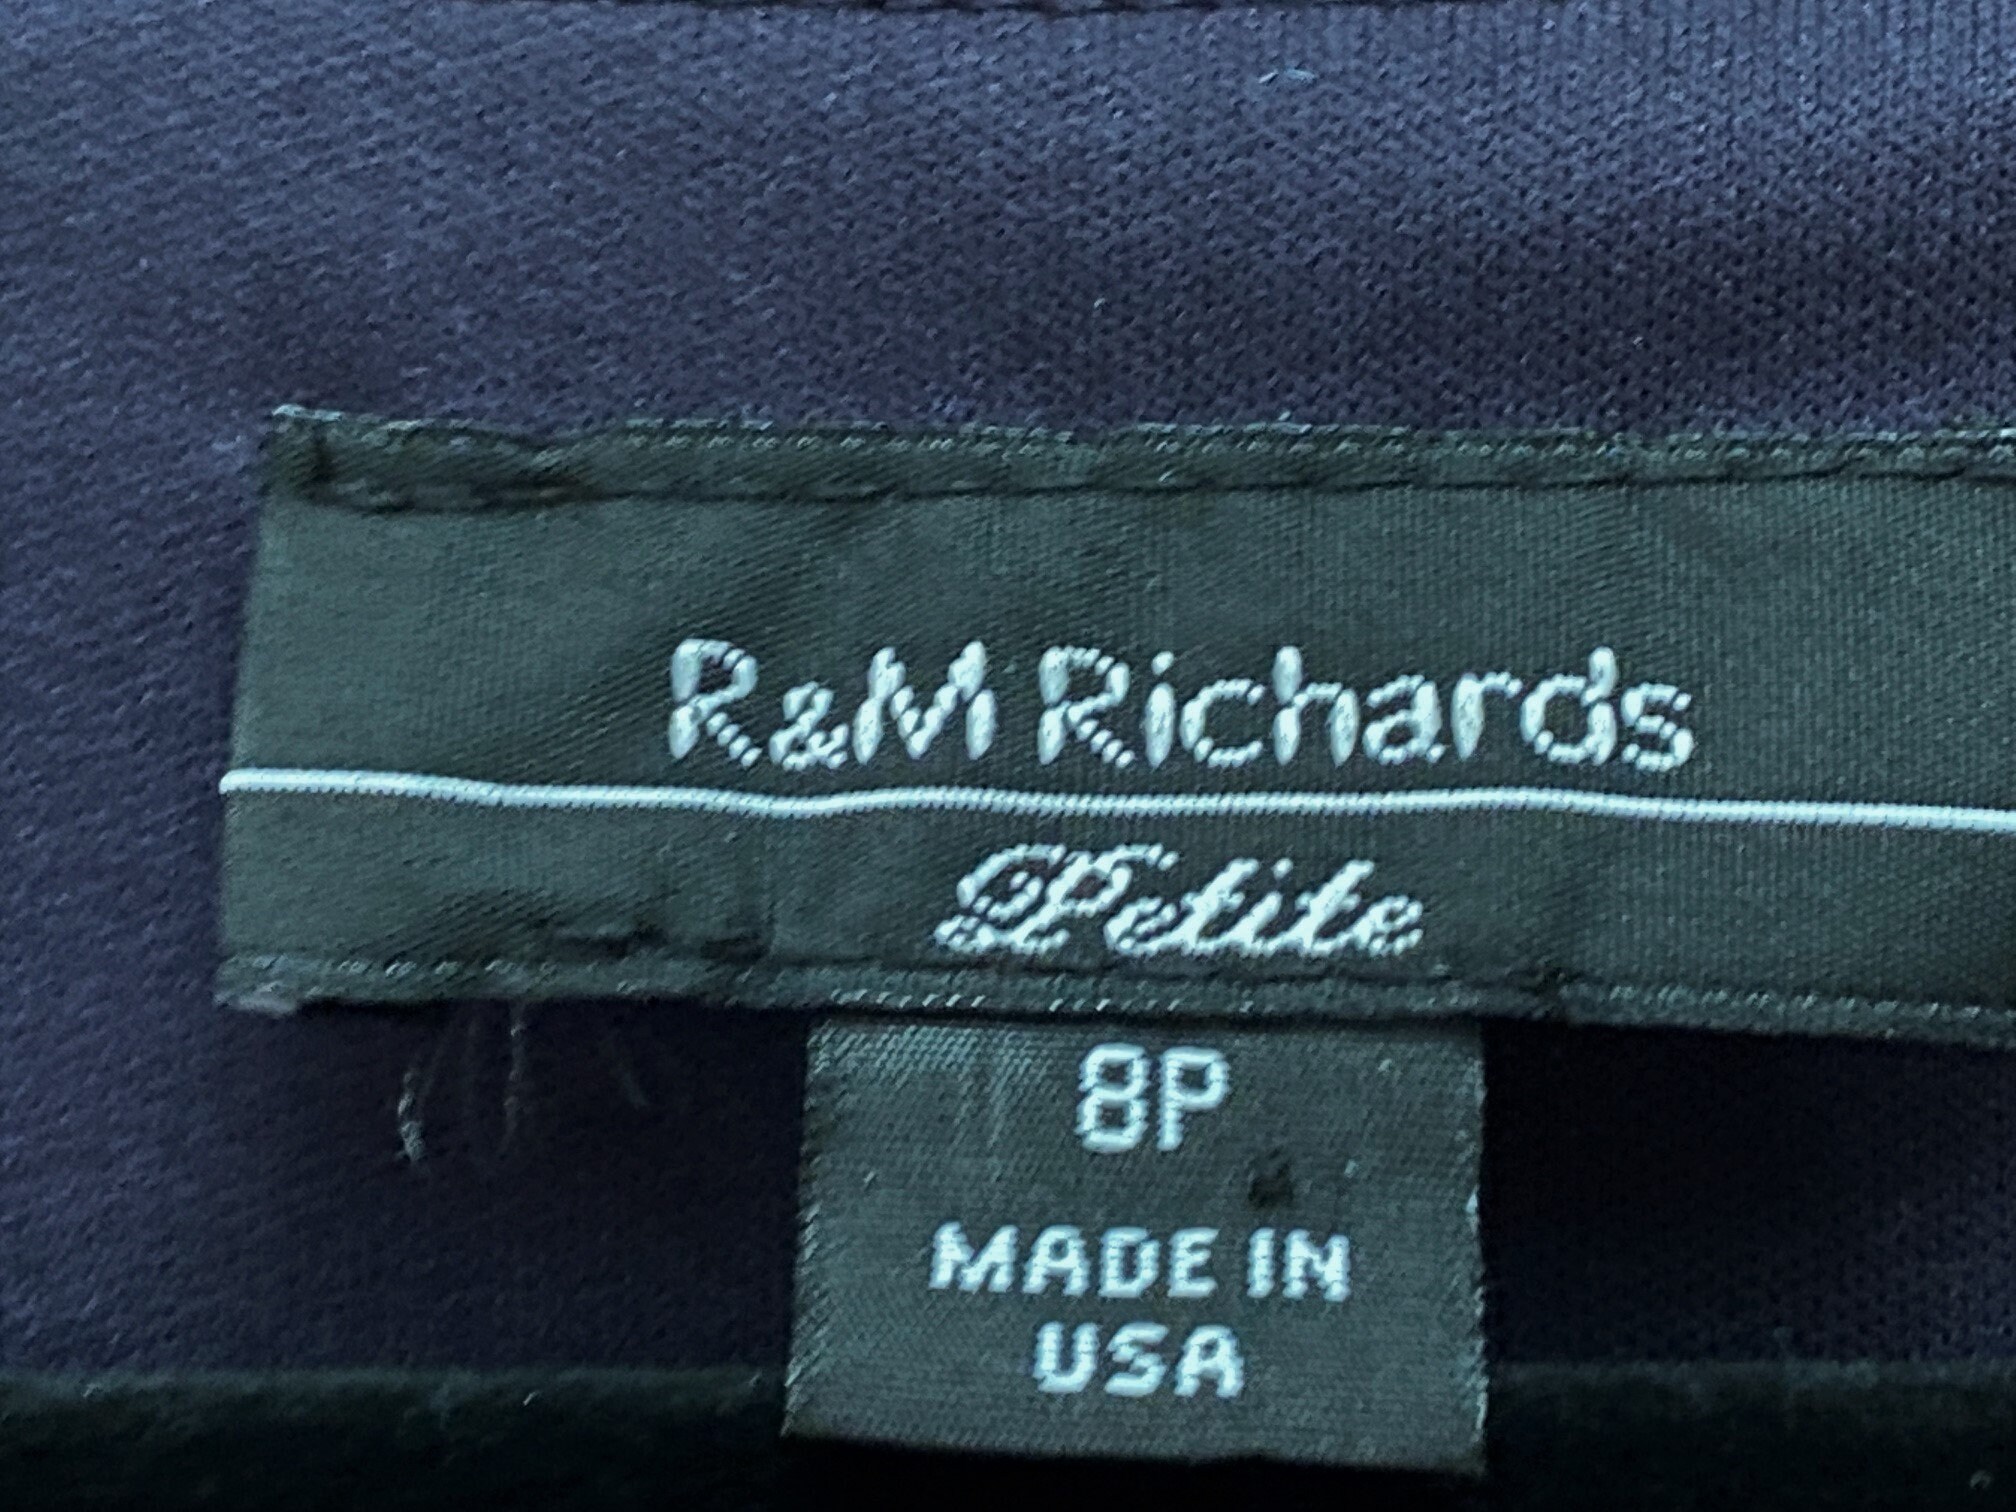 R&M Richards
Petite
8P
MADE IN
USA